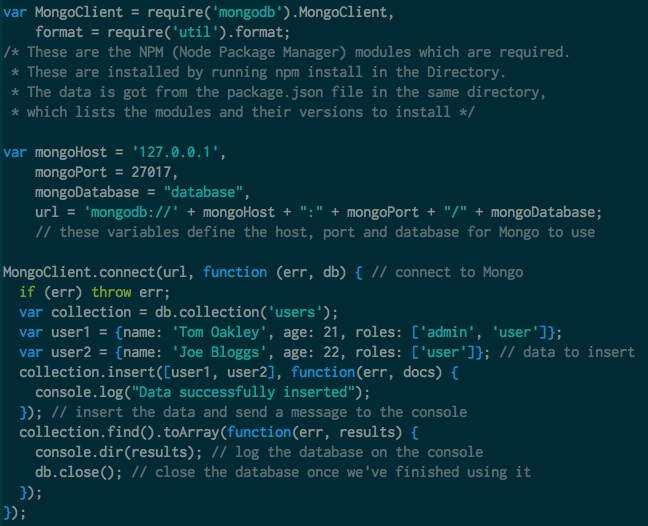 var MongoClient = require('mongodb').MongoClient,
    format = require('util').format;
/* These are the NPM (Node Package Manager) modules which are required.
 * These are installed by running npm install in the Directory.
 * The data is got from the package.json file in the same directory,
 * which lists the modules and their versions to install */

var mongoHost = '127.0.0.1',
    mongoPort = 27017,
    mongoDatabase = "database",
    url = 'mongodb://' + mongoHost + ":" + mongoPort + "/" + mongoDatabase;
    // these variables define the host, port and database for Mongo to use

MongoClient.connect(url, function (err, db) { // connect to Mongo
  if (err) throw err;
  var collection = db.collection('users');
  var user1 = {name: 'Tom Oakley', age: 21, roles: ['admin', 'user']};
  var user2 = {name: 'Joe Bloggs', age: 22, roles: ['user']}; // data to insert
  collection.insert([user1, user2], function(err, docs) {
    console.log("Data successfully inserted");
  }); // insert the data and send a message to the console
  collection.find().toArray(function(err, results) {
    console.dir(results); // log the database on the console
    db.close(); // close the database once we've finished using it
  });
});